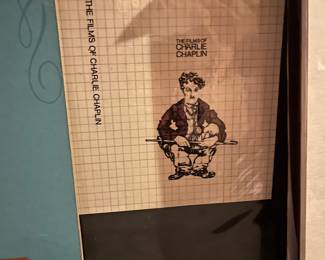 THE FILMS OF CHARLIE CHAPLIN
THE FILMS OF
CHARLIE
CHAPLIN